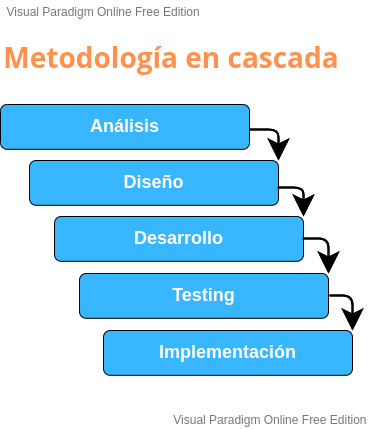 Visual Paradigm Online Free Edition
Metodología en cascada
Análisis
Diseño
Desarrollo
Testing
Implementación
Visual Paradigm Online Free Edition